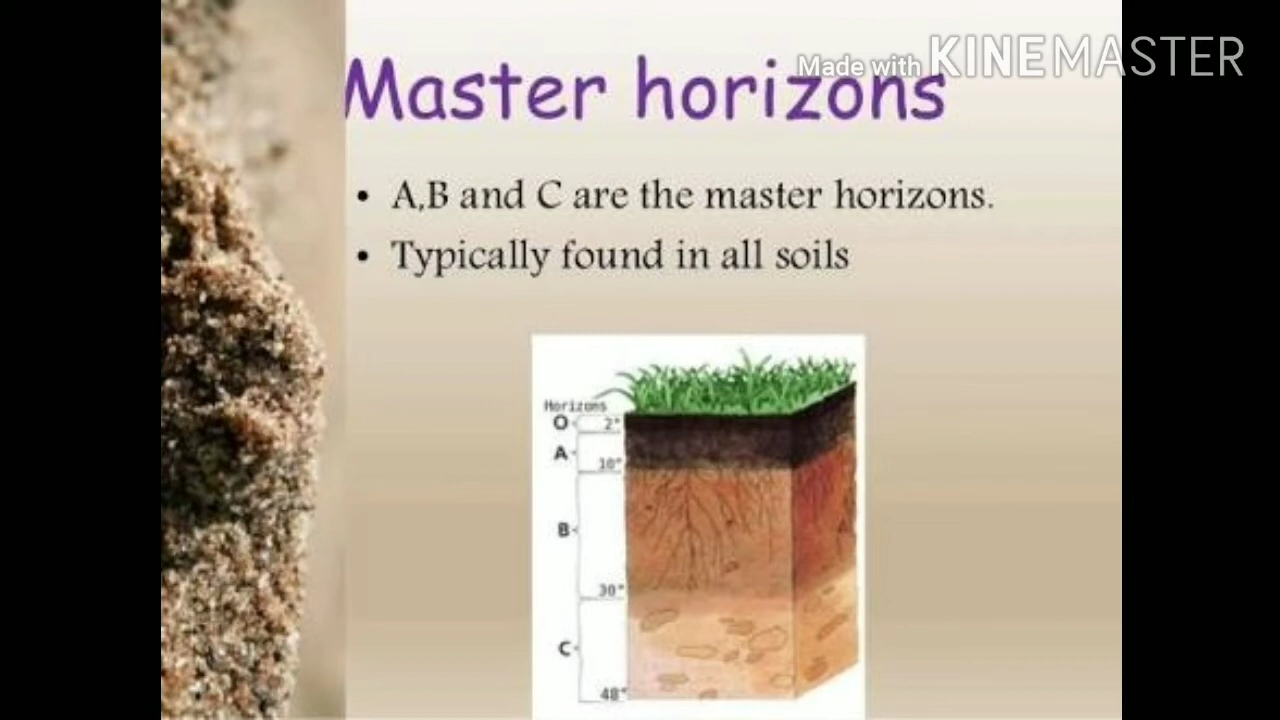 Made with KINEMASTER
Master horizons
• A,B and C are the master horizons.
• Typically found in all soils
Horizons
O 2"
A 10"
B 30"
C 48"